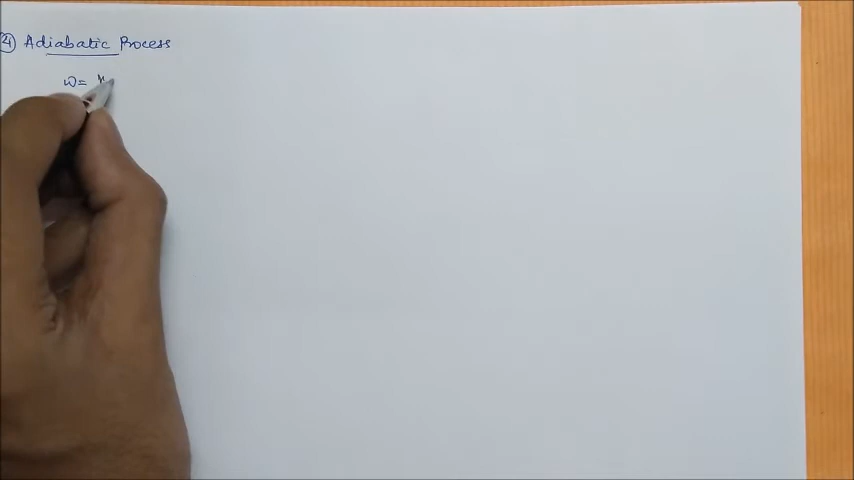 ④ Adiabatic Process
ω=